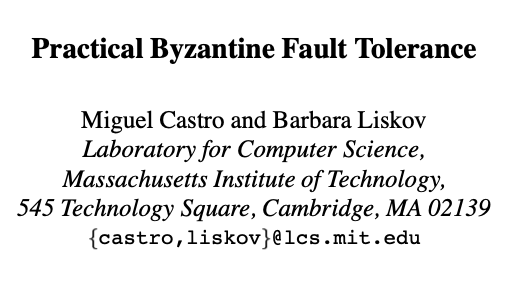 Practical Byzantine Fault Tolerance
Miguel Castro and Barbara Liskov
Laboratory for Computer Science,
Massachusetts Institute of Technology,
545 Technology Square, Cambridge, MA 02139
{castro,liskov}@lcs.mit.edu